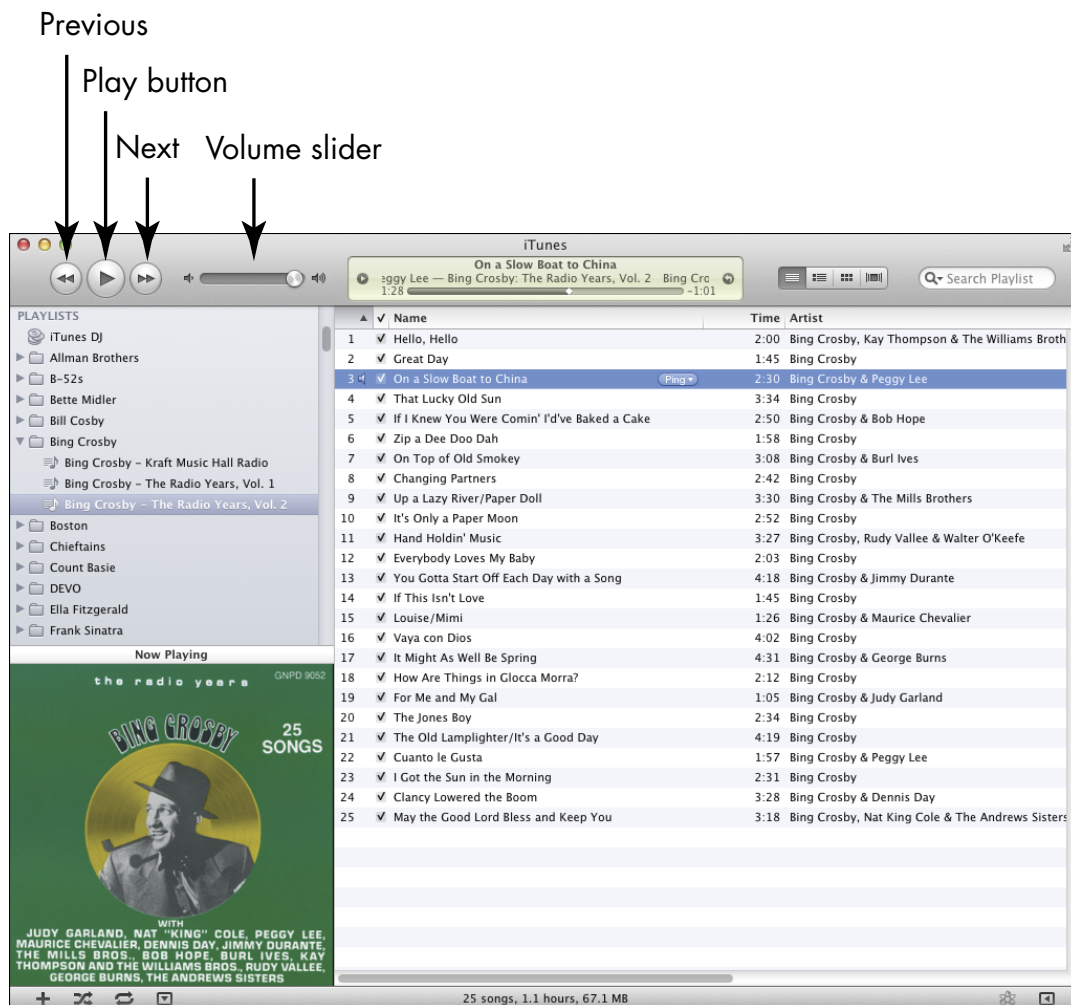 Previous
Play button
Next Volume slider
iTunes
On a Slow Boat to China
eggy Lee — Bing Crosby: The Radio Years, Vol. 2 Bing Cro
1:28 -1:01
Search Playlist
PLAYLISTS
iTunes DJ
Allman Brothers
B-52s
Bette Midler
Bill Cosby
Bing Crosby
Bing Crosby – Kraft Music Hall Radio
Bing Crosby – The Radio Years, Vol. 1
Bing Crosby – The Radio Years, Vol. 2
Boston
Chieftains
Count Basie
DEVO
Ella Fitzgerald
Frank Sinatra
Now Playing
the radio years GNPD 9052
BING CROSBY
25
SONGS
WITH
JUDY GARLAND, NAT "KING" COLE, PEGGY LEE,
MAURICE CHEVALIER, DENNIS DAY, JIMMY DURANTE,
THE MILLS BROS., BOB HOPE, BURL IVES, KAY
THOMPSON AND THE WILLIAMS BROS., RUDY VALLEE,
GEORGE BURNS, THE ANDREWS SISTERS
Name Time Artist
1 Hello, Hello 2:00 Bing Crosby, Kay Thompson & The Williams Broth
2 Great Day 1:45 Bing Crosby
3 On a Slow Boat to China Ping 2:30 Bing Crosby & Peggy Lee
4 That Lucky Old Sun 3:34 Bing Crosby
5 If I Knew You Were Comin' I'd've Baked a Cake 2:50 Bing Crosby & Bob Hope
6 Zip a Dee Doo Dah 1:58 Bing Crosby
7 On Top of Old Smokey 3:08 Bing Crosby & Burl Ives
8 Changing Partners 2:42 Bing Crosby
9 Up a Lazy River/Paper Doll 3:30 Bing Crosby & The Mills Brothers
10 It's Only a Paper Moon 2:52 Bing Crosby
11 Hand Holdin' Music 3:27 Bing Crosby, Rudy Vallee & Walter O'Keefe
12 Everybody Loves My Baby 2:03 Bing Crosby
13 You Gotta Start Off Each Day with a Song 4:18 Bing Crosby & Jimmy Durante
14 If This Isn't Love 1:45 Bing Crosby
15 Louise/Mimi 1:26 Bing Crosby & Maurice Chevalier
16 Vaya con Dios 4:02 Bing Crosby
17 It Might As Well Be Spring 4:31 Bing Crosby & George Burns
18 How Are Things in Glocca Morra? 2:12 Bing Crosby
19 For Me and My Gal 1:05 Bing Crosby & Judy Garland
20 The Jones Boy 2:34 Bing Crosby
21 The Old Lamplighter/It's a Good Day 4:19 Bing Crosby
22 Cuanto le Gusta 1:57 Bing Crosby & Peggy Lee
23 I Got the Sun in the Morning 2:31 Bing Crosby
24 Clancy Lowered the Boom 3:28 Bing Crosby & Dennis Day
25 May the Good Lord Bless and Keep You 3:18 Bing Crosby, Nat King Cole & The Andrews Sisters
25 songs, 1.1 hours, 67.1 MB